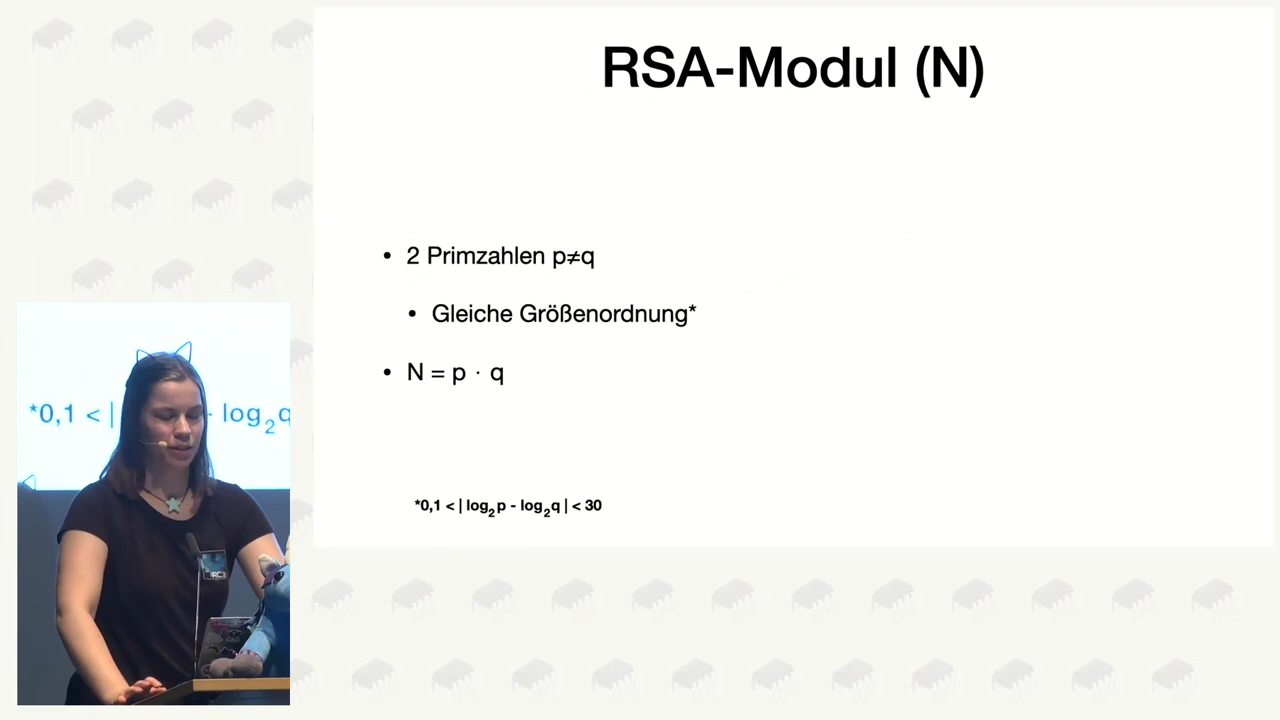 RSA-Modul (N)
• 2 Primzahlen p≠q
• Gleiche Größenordnung*
• N = p · q
*0,1 < | log₂p - log₂q | < 30
*0,1 < | - log₂q